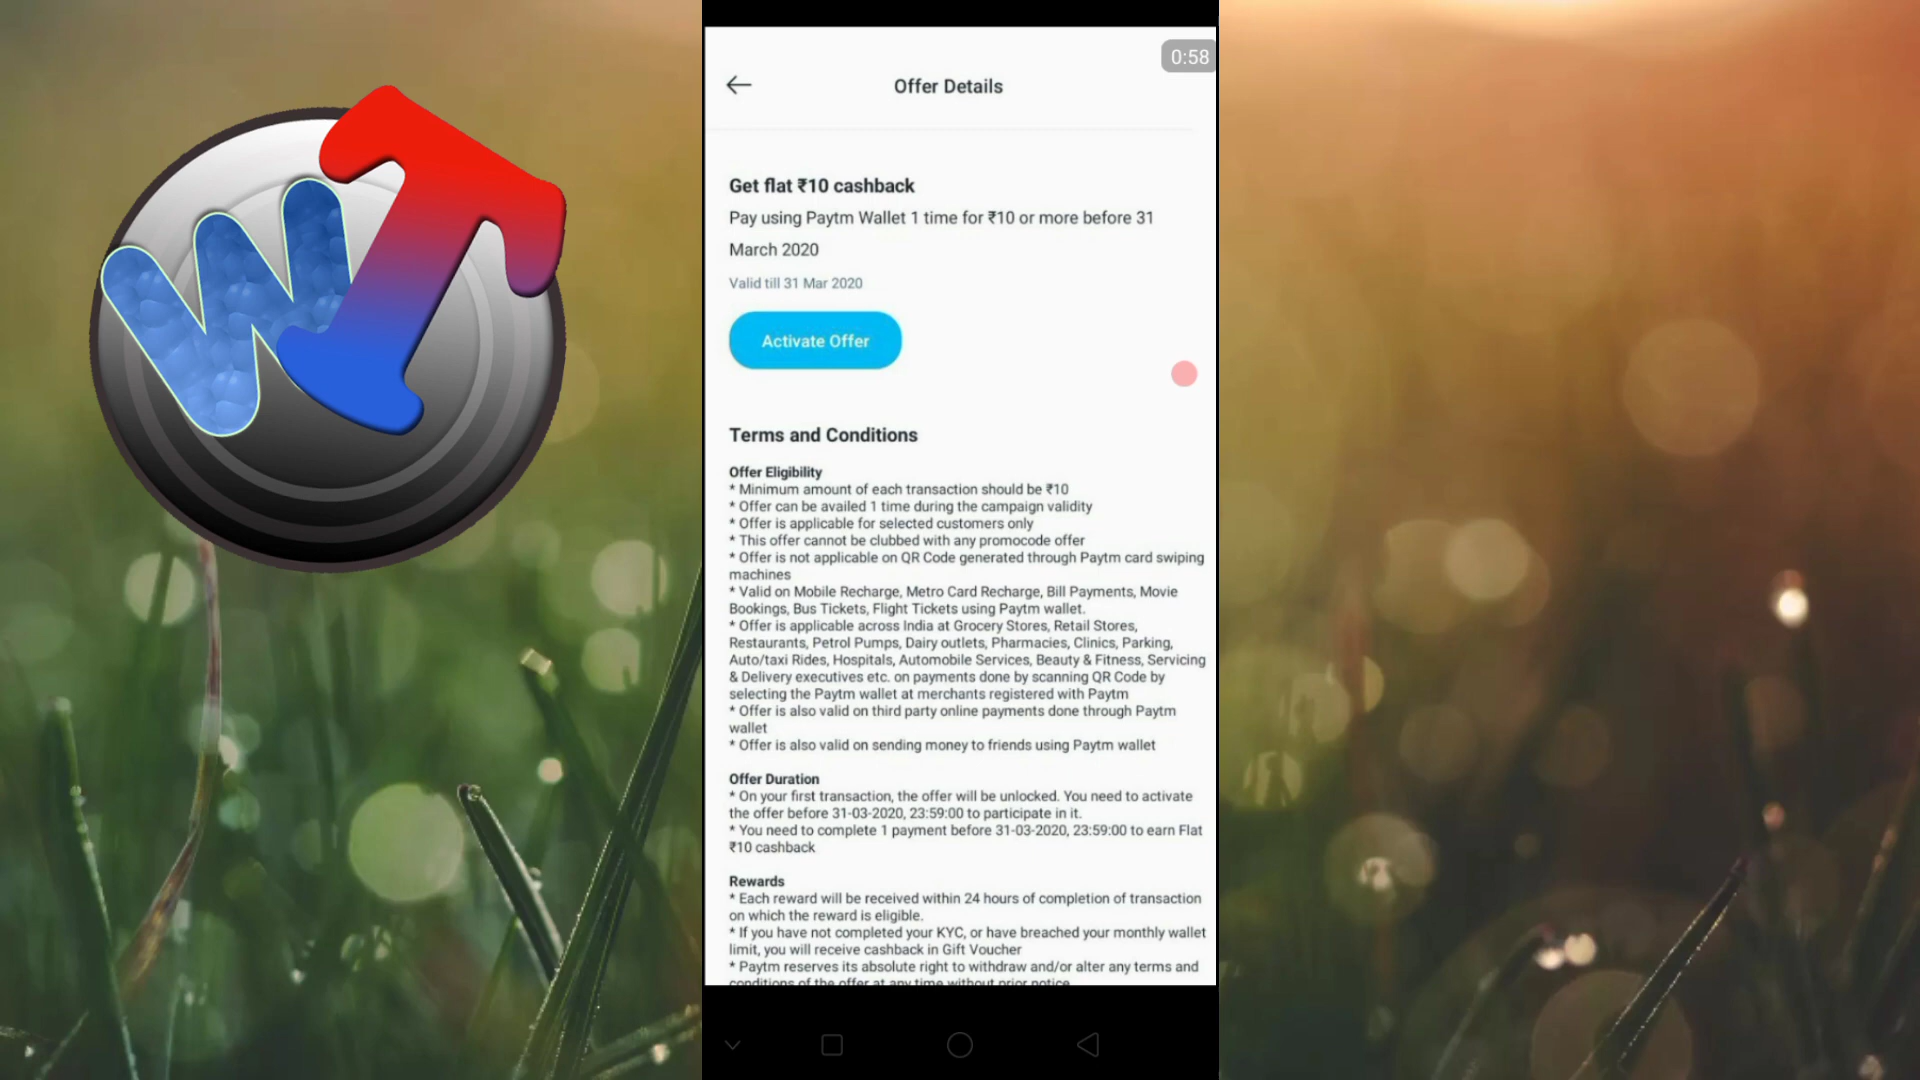 WT
0:58
Offer Details
Get flat ₹10 cashback
Pay using Paytm Wallet 1 time for ₹10 or more before 31
March 2020
Valid till 31 Mar 2020
Activate Offer
Terms and Conditions
Offer Eligibility
* Minimum amount of each transaction should be ₹10
* Offer can be availed 1 time during the campaign validity
* Offer is applicable for selected customers only
* This offer cannot be clubbed with any promocode offer
* Offer is not applicable on QR Code generated through Paytm card swiping
machines
* Valid on Mobile Recharge, Metro Card Recharge, Bill Payments, Movie
Bookings, Bus Tickets, Flight Tickets using Paytm wallet.
* Offer is applicable across India at Grocery Stores, Retail Stores,
Restaurants, Petrol Pumps, Dairy outlets, Pharmacies, Clinics, Parking,
Auto/taxi Rides, Hospitals, Automobile Services, Beauty & Fitness, Servicing
& Delivery executives etc. on payments done by scanning QR Code by
selecting the Paytm wallet at merchants registered with Paytm
* Offer is also valid on third party online payments done through Paytm
wallet
* Offer is also valid on sending money to friends using Paytm wallet
Offer Duration
* On your first transaction, the offer will be unlocked. You need to activate
the offer before 31-03-2020, 23:59:00 to participate in it.
* You need to complete 1 payment before 31-03-2020, 23:59:00 to earn Flat
₹10 cashback
Rewards
* Each reward will be received within 24 hours of completion of transaction
on which the reward is eligible.
* If you have not completed your KYC, or have breached your monthly wallet
limit, you will receive cashback in Gift Voucher
* Paytm reserves its absolute right to withdraw and/or alter any terms and
conditions of the offer at any time without prior notice